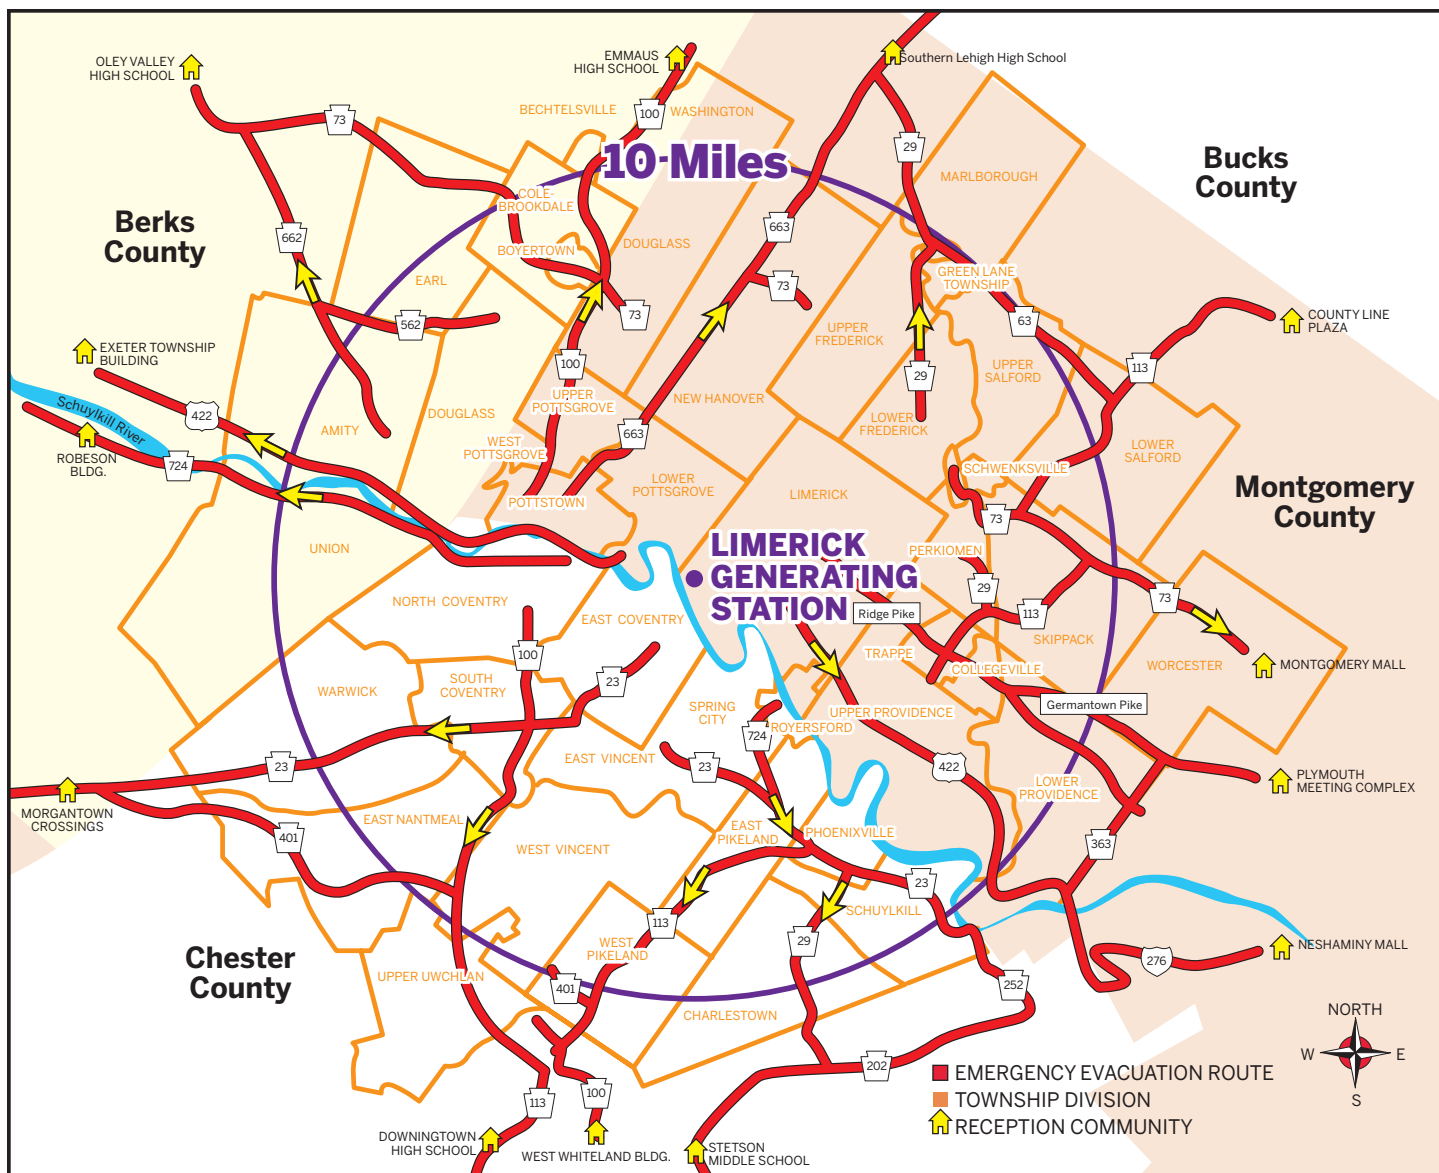 OLEY VALLEY
HIGH SCHOOL
EMMAUS
HIGH SCHOOL
Southern Lehigh High School
BECHTELSVILLE
WASHINGTON
100
73
10-Miles
29
Bucks
County
MARLBOROUGH
COLE-
BROOKDALE
Berks
County
662
663
BOYERTOWN
DOUGLASS
EARL
GREEN LANE
TOWNSHIP
73
562
73
63
COUNTY LINE
PLAZA
UPPER
FREDERICK
EXETER TOWNSHIP
BUILDING
100
29
UPPER
SALFORD
113
UPPER
POTTSGROVE
NEW HANOVER
Schuylkill River
422
DOUGLASS
AMITY
663
LOWER
FREDERICK
WEST
POTTSGROVE
LOWER
SALFORD
ROBESON
BLDG.
724
SCHWENKSVILLE
LOWER
POTTSGROVE
LIMERICK
POTTSTOWN
Montgomery
County
73
UNION
LIMERICK
GENERATING
STATION
PERKIOMEN
29
73
NORTH COVENTRY
EAST COVENTRY
Ridge Pike
113
SKIPPACK
100
TRAPPE
COLLEGEVILLE
WORCESTER
MONTGOMERY MALL
WARWICK
SOUTH
COVENTRY
23
SPRING
CITY
UPPER PROVIDENCE
Germantown Pike
ROYERSFORD
724
EAST VINCENT
23
23
422
LOWER
PROVIDENCE
PLYMOUTH
MEETING COMPLEX
MORGANTOWN
CROSSINGS
EAST NANTMEAL
401
EAST
PIKELAND
PHOENIXVILLE
WEST VINCENT
363
23
SCHUYLKILL
113
29
WEST
PIKELAND
NESHAMINY MALL
276
Chester
County
UPPER UWCHLAN
401
252
CHARLESTOWN
NORTH
W
E
S
202
EMERGENCY EVACUATION ROUTE
TOWNSHIP DIVISION
RECEPTION COMMUNITY
113
100
DOWNINGTOWN
HIGH SCHOOL
WEST WHITELAND BLDG.
STETSON
MIDDLE SCHOOL